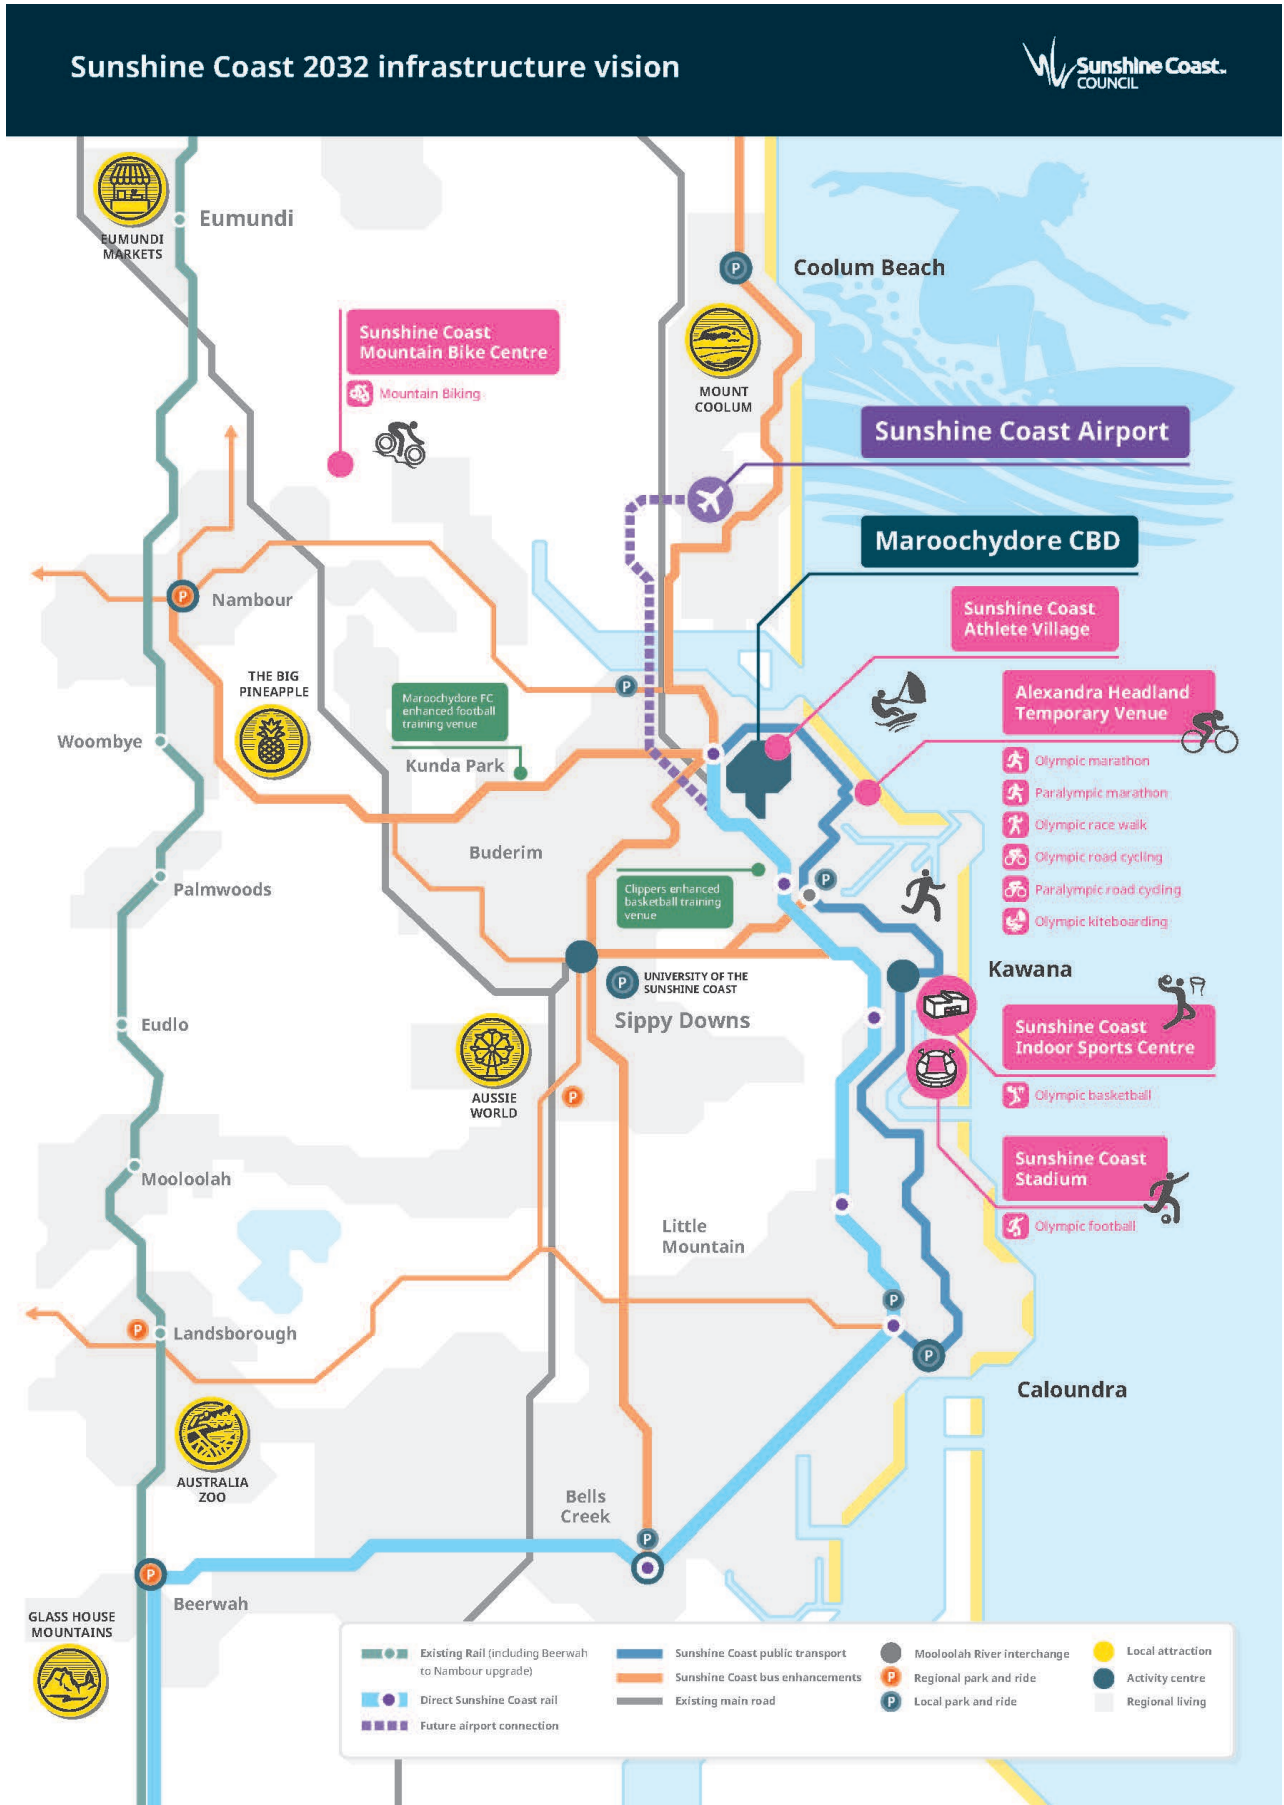 Sunshine Coast 2032 infrastructure vision
Sunshine Coast
COUNCIL
EUMUNDI
MARKETS
Eumundi
Coolum Beach
Sunshine Coast
Mountain Bike Centre
Mountain Biking
MOUNT
COOLUM
Sunshine Coast Airport
Maroochydore CBD
Sunshine Coast
Athlete Village
P
Nambour
THE BIG
PINEAPPLE
Maroochydore FC
enhanced football
training venue
Alexandra Headland
Temporary Venue
Olympic marathon
Paralympic marathon
Olympic race walk
Olympic road cycling
Paralympic road cycling
Olympic kiteboarding
Woombye
Kunda Park
Buderim
Palmwoods
Clippers enhanced
basketball training
venue
P
Kawana
P
UNIVERSITY OF THE
SUNSHINE COAST
Sippy Downs
Eudlo
Sunshine Coast
Indoor Sports Centre
Olympic basketball
AUSSIE
WORLD
P
Mooloolah
Sunshine Coast
Stadium
Olympic football
Little
Mountain
P
P
Landsborough
P
Caloundra
AUSTRALIA
ZOO
Bells
Creek
P
P
Beerwah
GLASS HOUSE
MOUNTAINS
P
P
Existing Rail (including Beerwah
to Nambour upgrade)
Direct Sunshine Coast rail
Future airport connection
Sunshine Coast public transport
Sunshine Coast bus enhancements
Existing main road
Mooloolah River interchange
P Regional park and ride
P Local park and ride
Local attraction
Activity centre
Regional living